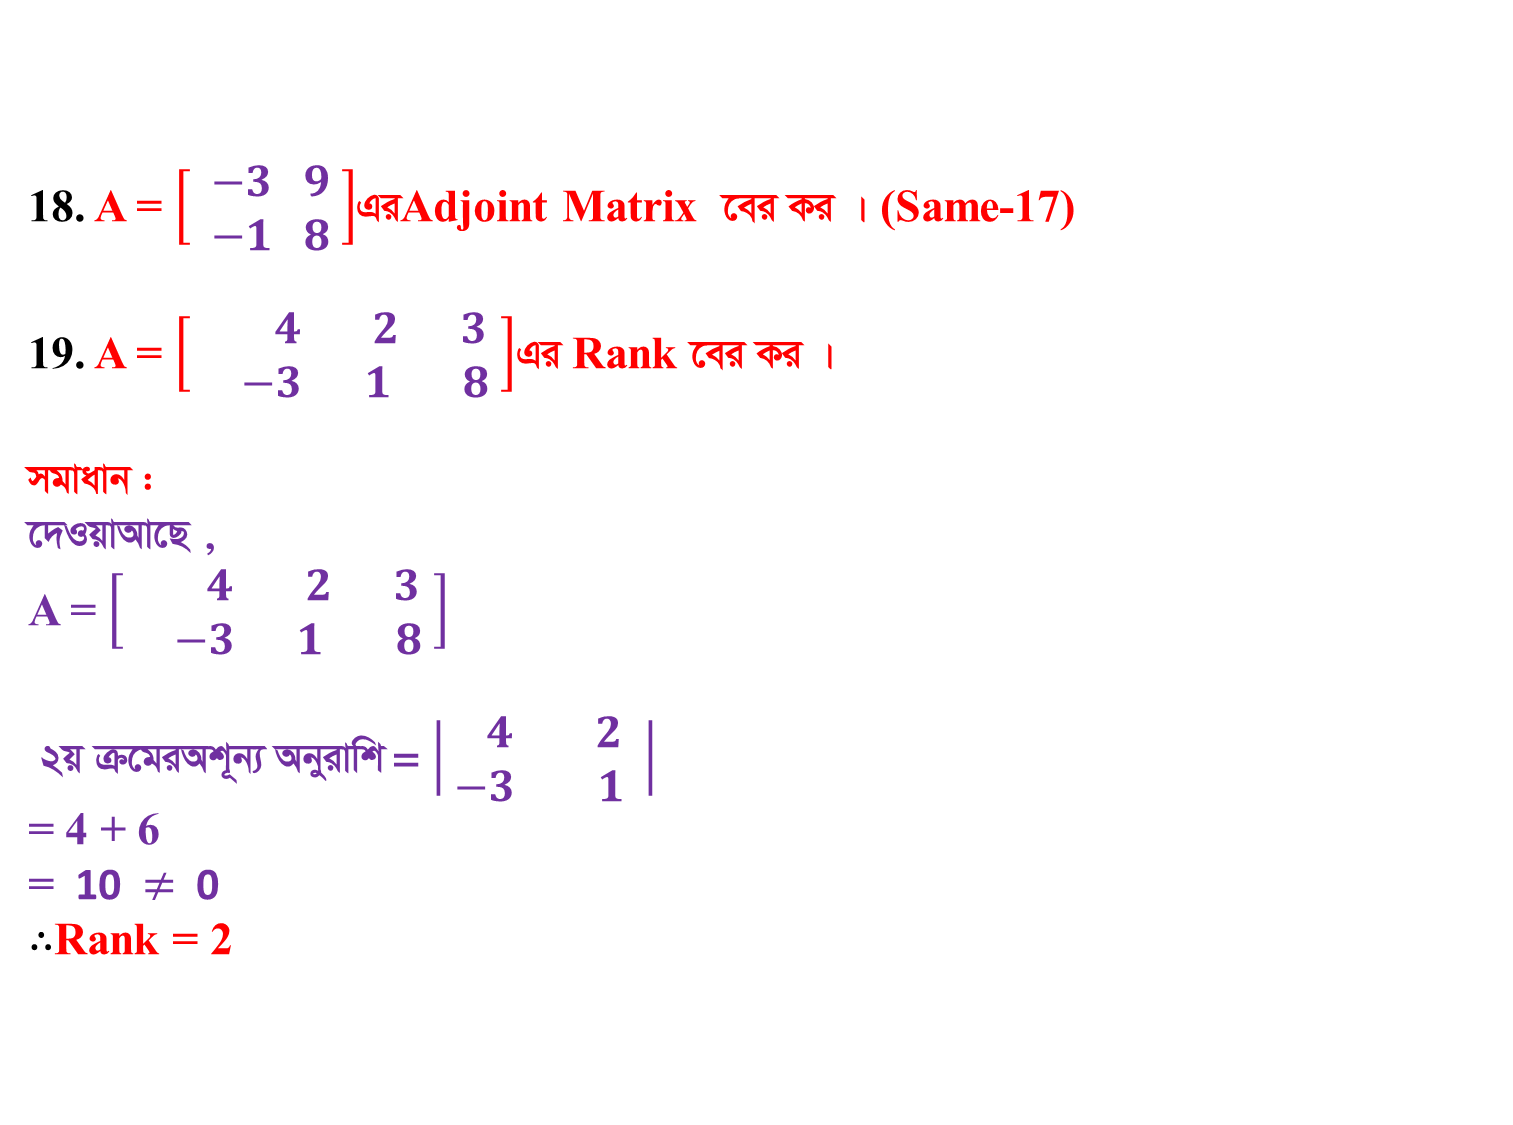 18. A = [ −3 9 −1 8 ]এরAdjoint Matrix বের কর । (Same-17)
19. A = [ 4 2 3 −3 1 8 ]এর Rank বের কর ।
সমাধান :
দেওয়াআছে ,
A = [ 4 2 3 −3 1 8 ]
২য় ক্রমেরঅশূন্য অনুরাশি = | 4 2 −3 1 |
= 4 + 6
= 10 ≠ 0
∴Rank = 2